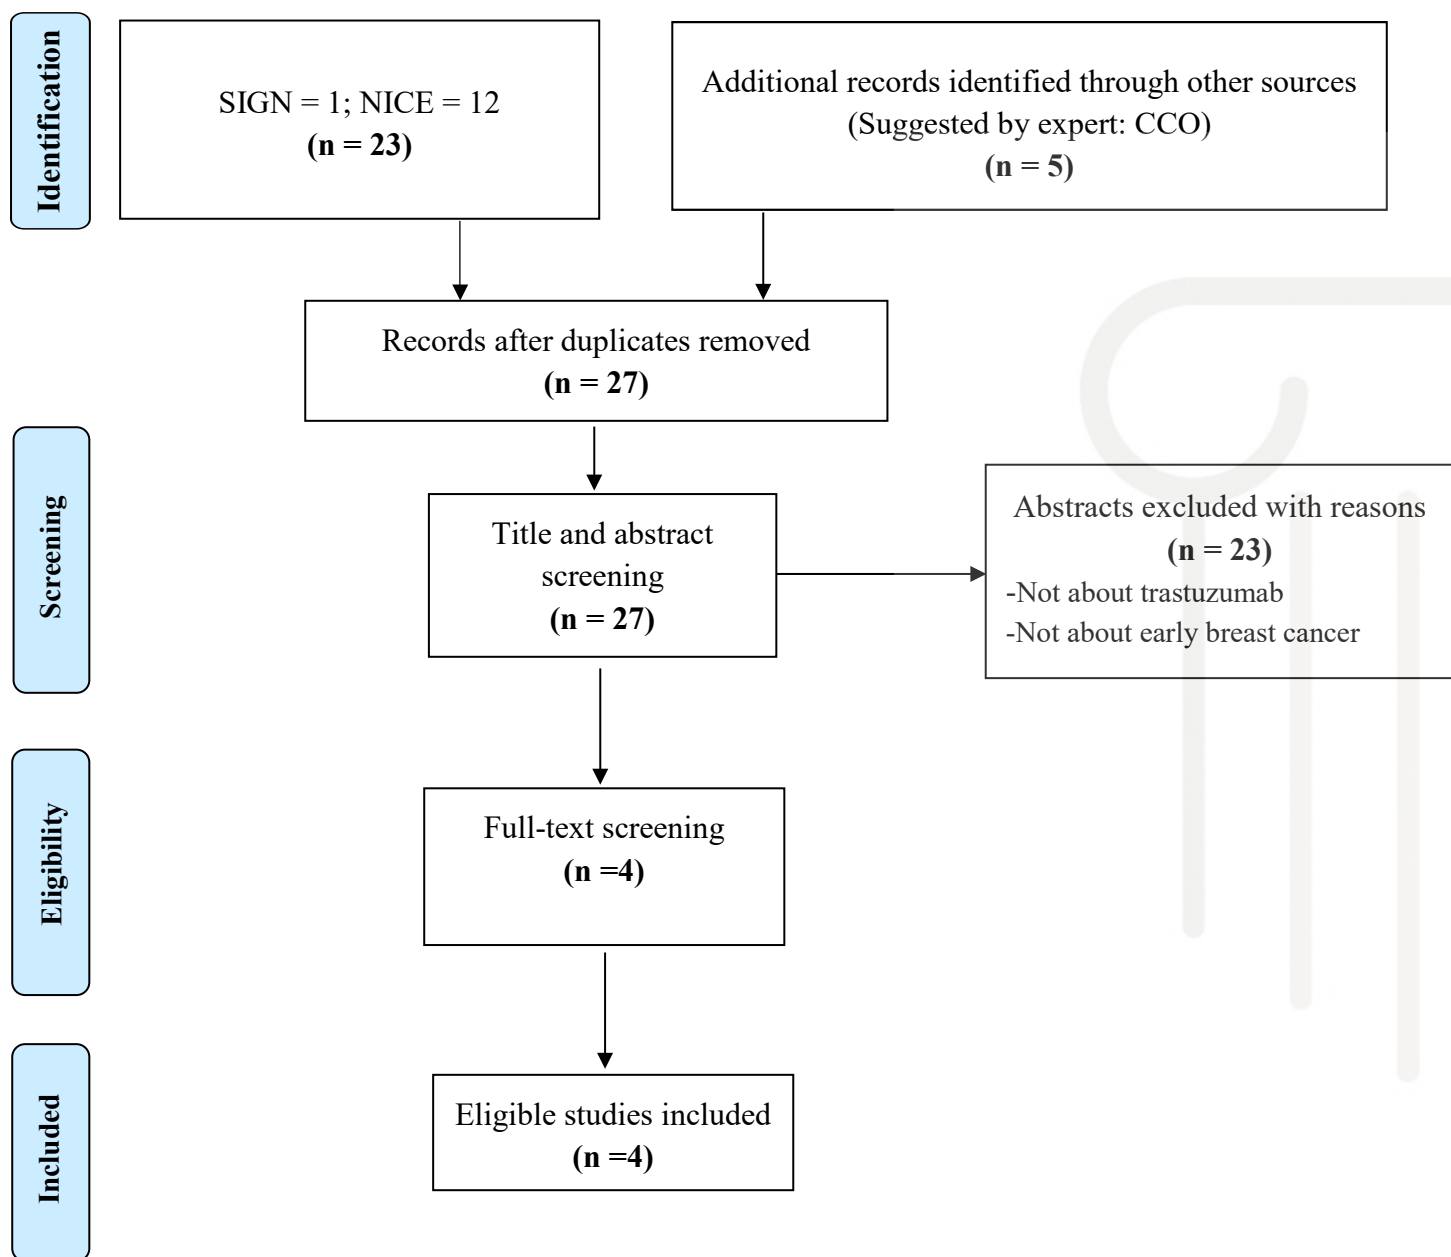 Identification
SIGN = 1; NICE = 12
(n = 23)
Additional records identified through other sources
(Suggested by expert: CCO)
(n = 5)
Records after duplicates removed
(n = 27)
Screening
Title and abstract
screening
(n = 27)
Abstracts excluded with reasons
(n = 23)
-Not about trastuzumab
-Not about early breast cancer
Eligibility
Full-text screening
(n =4)
Included
Eligible studies included
(n =4)